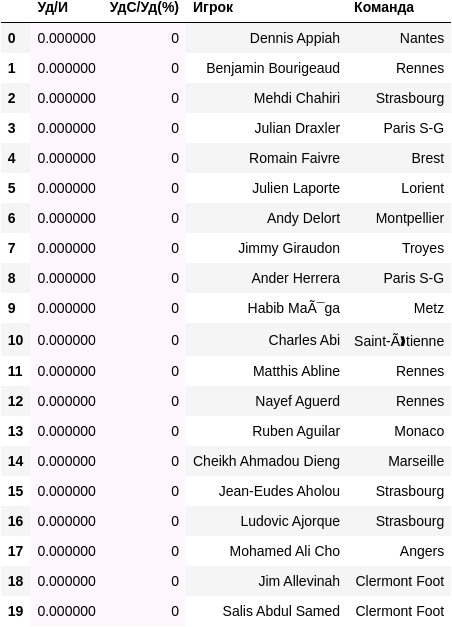 Уд/И УдС/Уд(%) Игрок Команда
0 0.000000 0 Dennis Appiah Nantes
1 0.000000 0 Benjamin Bourigeaud Rennes
2 0.000000 0 Mehdi Chahiri Strasbourg
3 0.000000 0 Julian Draxler Paris S-G
4 0.000000 0 Romain Faivre Brest
5 0.000000 0 Julien Laporte Lorient
6 0.000000 0 Andy Delort Montpellier
7 0.000000 0 Jimmy Giraudon Troyes
8 0.000000 0 Ander Herrera Paris S-G
9 0.000000 0 Habib MaÃ¯ga Metz
10 0.000000 0 Charles Abi
11 0.000000 0 Matthis Abline Rennes
12 0.000000 0 Nayef Aguerd Rennes
13 0.000000 0 Ruben Aguilar Monaco
14 0.000000 0 Cheikh Ahmadou Dieng Marseille
15 0.000000 0 Jean-Eudes Aholou Strasbourg
16 0.000000 0 Ludovic Ajorque Strasbourg
17 0.000000 0 Mohamed Ali Cho Angers
18 0.000000 0 Jim Allevinah Clermont Foot
19 0.000000 0 Salis Abdul Samed Clermont Foot